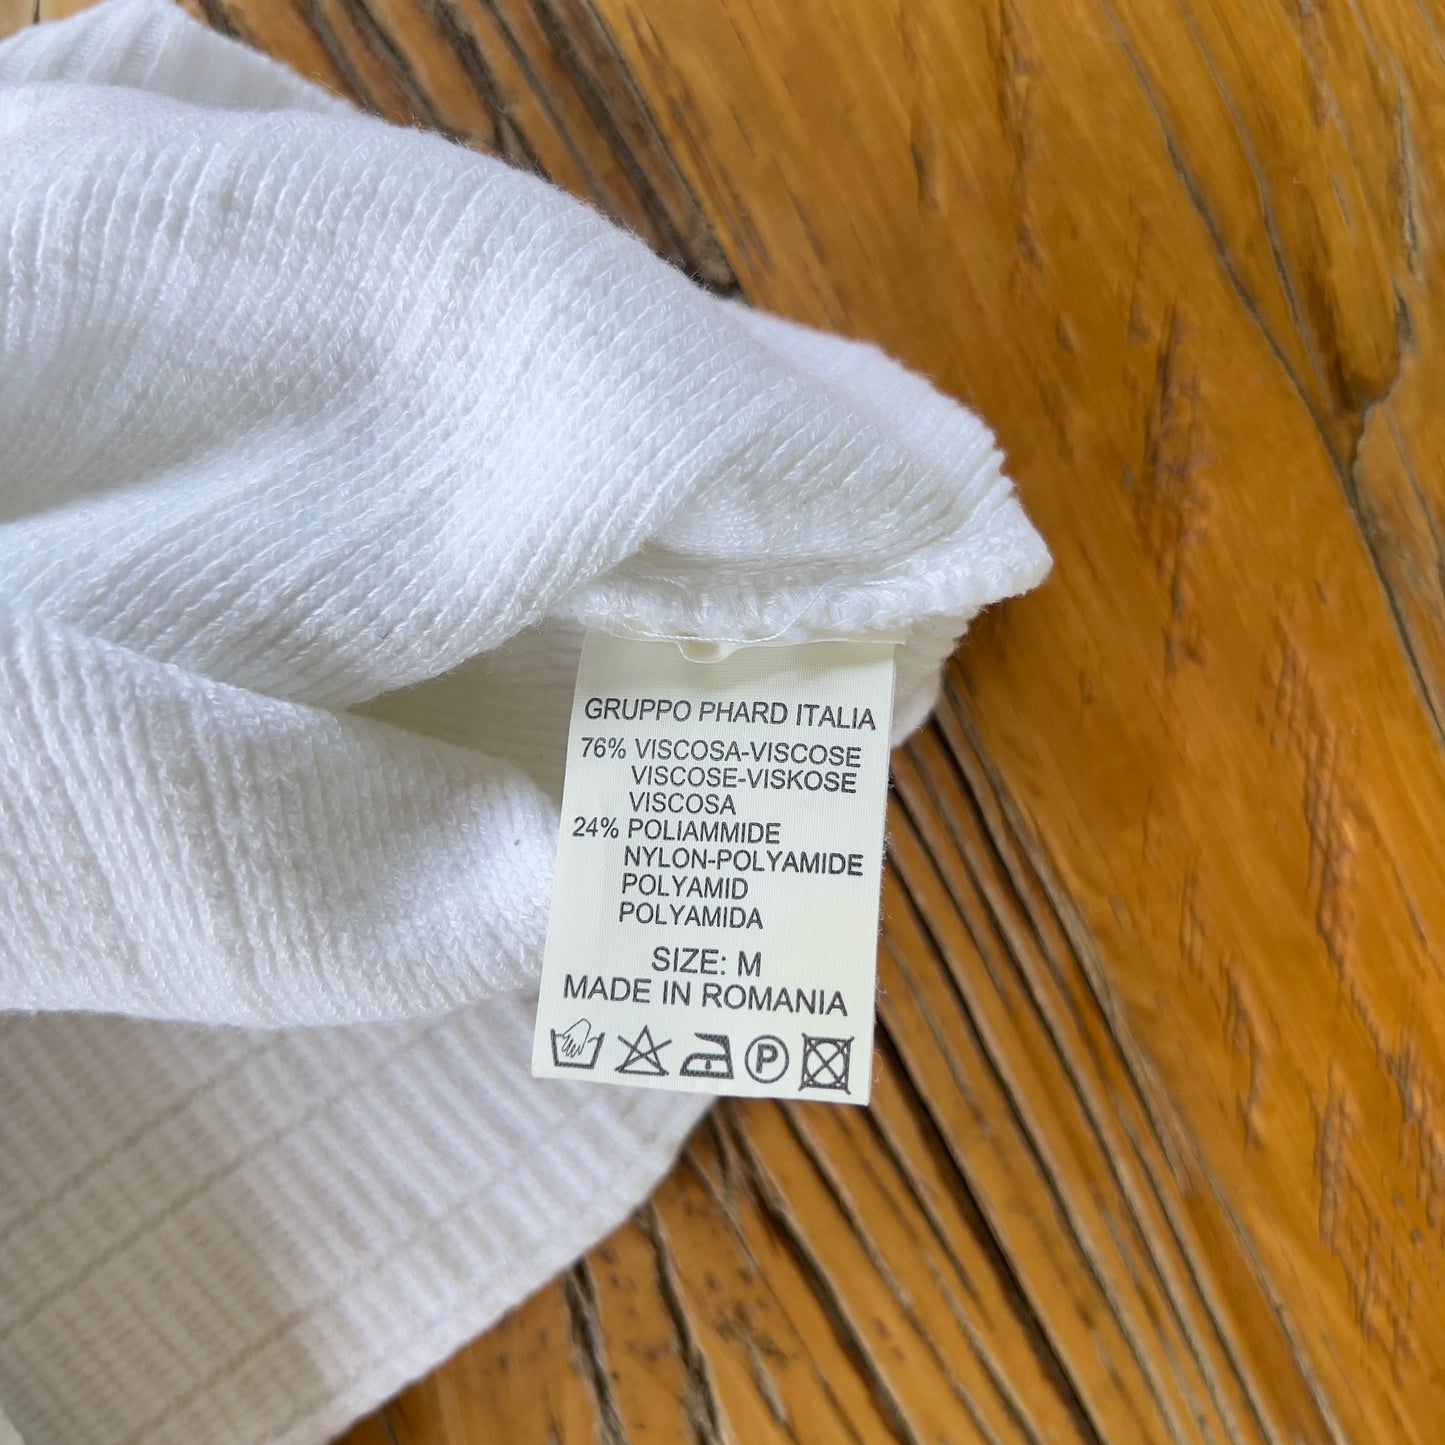 GRUPPO PHARD ITALIA
76% VISCOSA-VISCOSE
VISCOSE-VISKOSE
VISCOSA
24% POLIAMMIDE
NYLON-POLYAMIDE
POLYAMID
POLYAMIDA
SIZE: M
MADE IN ROMANIA
P